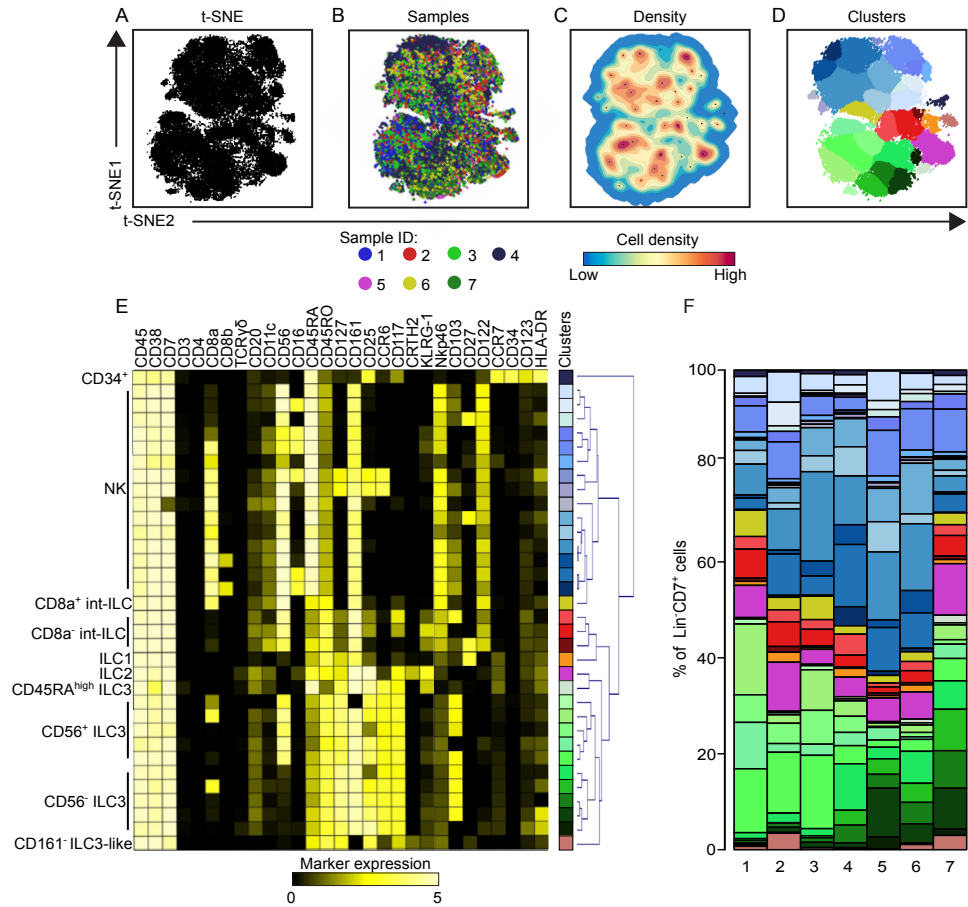 A
t-SNE
B
Samples
C
Density
D
Clusters
t-SNE1
t-SNE2
Sample ID:
1
2
3
4
5
6
7
Cell density
Low
High
E
CD45
CD38
CD7
CD3
CD4
CD8a
CD8b
TCRγδ
CD20
CD11c
CD56
CD16
CD45RA
CD45RO
CD127
CD161
CD25
CCR6
CD117
CRTH2
KLRG-1
Nkp46
CD103
CD27
CD122
CCR7
CD34
CD123
HLA-DR
Clusters
CD34⁺
NK
CD8a⁺ int-ILC
CD8a⁻ int-ILC
ILC1
ILC2
CD45RAʰⁱᵍʰ ILC3
CD56⁺ ILC3
CD56⁻ ILC3
CD161⁻ ILC3-like
Marker expression
0
5
F
% of Lin⁻CD7⁺ cells
100
80
60
40
20
0
1
2
3
4
5
6
7